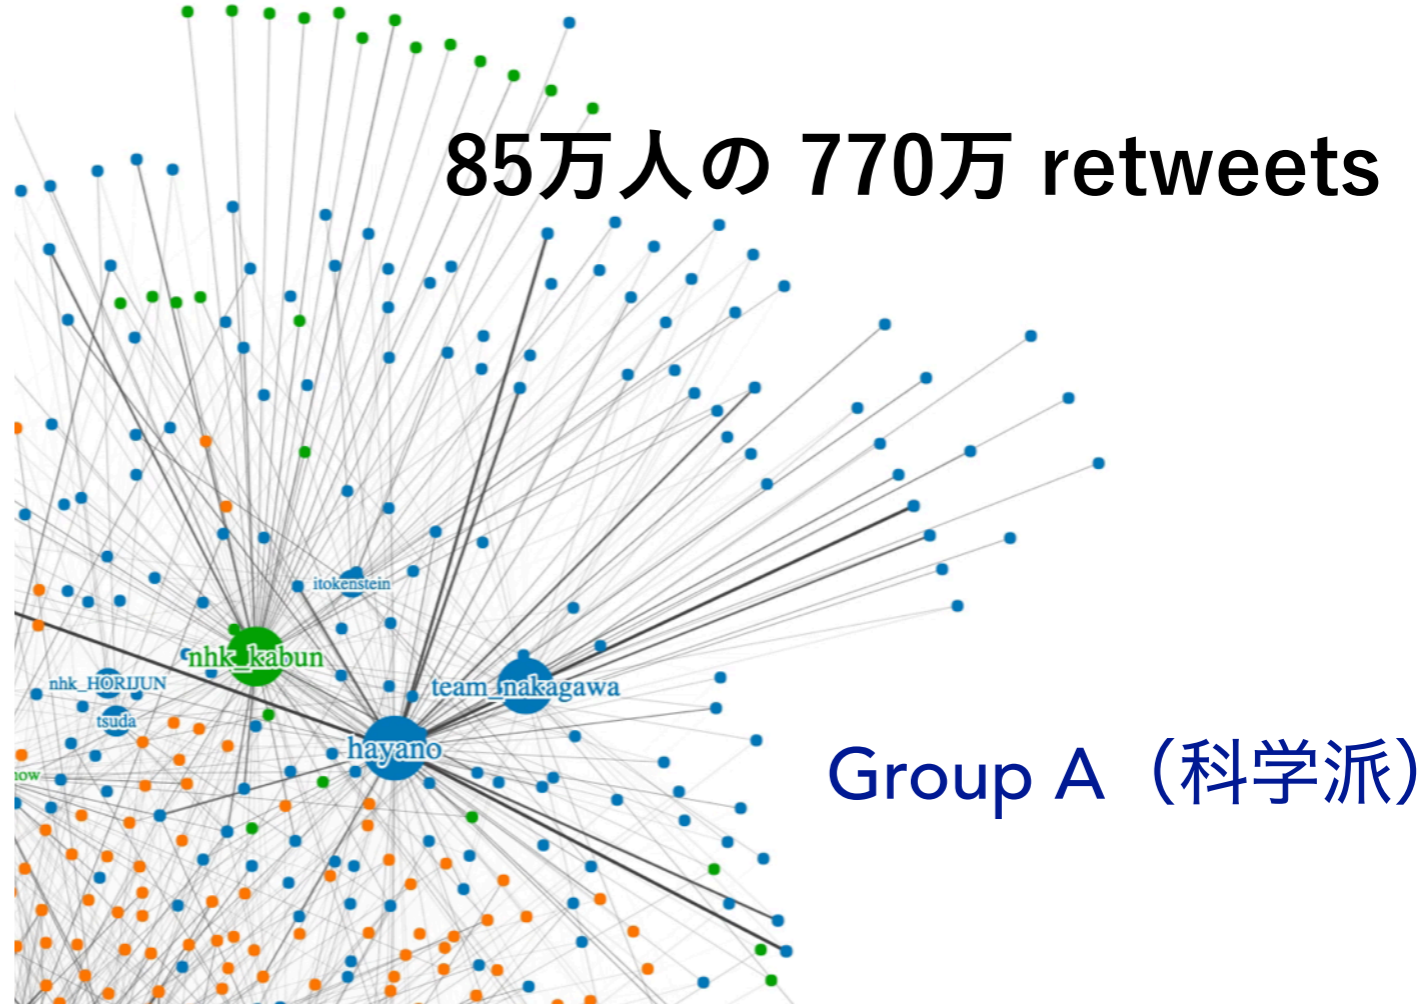 85万人の 770万 retweets
itokenstein
nhk_kabun
nhk_HORIJUN
team_nakagawa
tsuda
hayano
Group A（科学派）